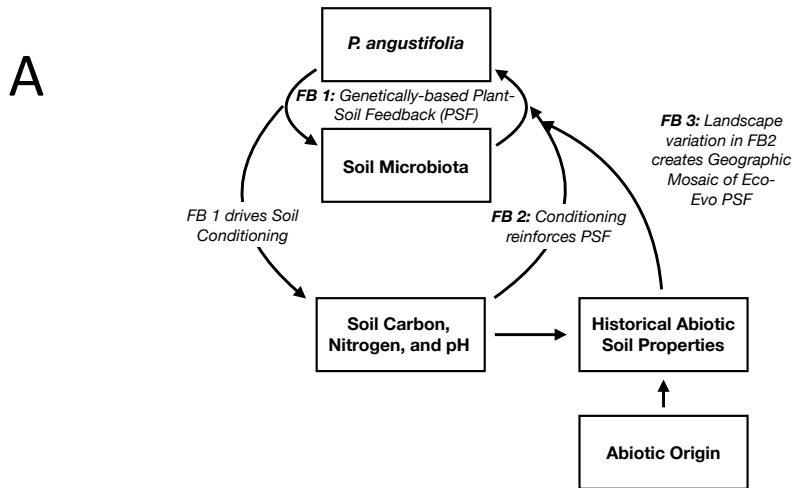 A
P. angustifolia
FB 1: Genetically-based Plant-
Soil Feedback (PSF)
Soil Microbiota
FB 3: Landscape
variation in FB2
creates Geographic
Mosaic of Eco-
Evo PSF
FB 1 drives Soil
Conditioning
FB 2: Conditioning
reinforces PSF
Soil Carbon,
Nitrogen, and pH
Historical Abiotic
Soil Properties
Abiotic Origin